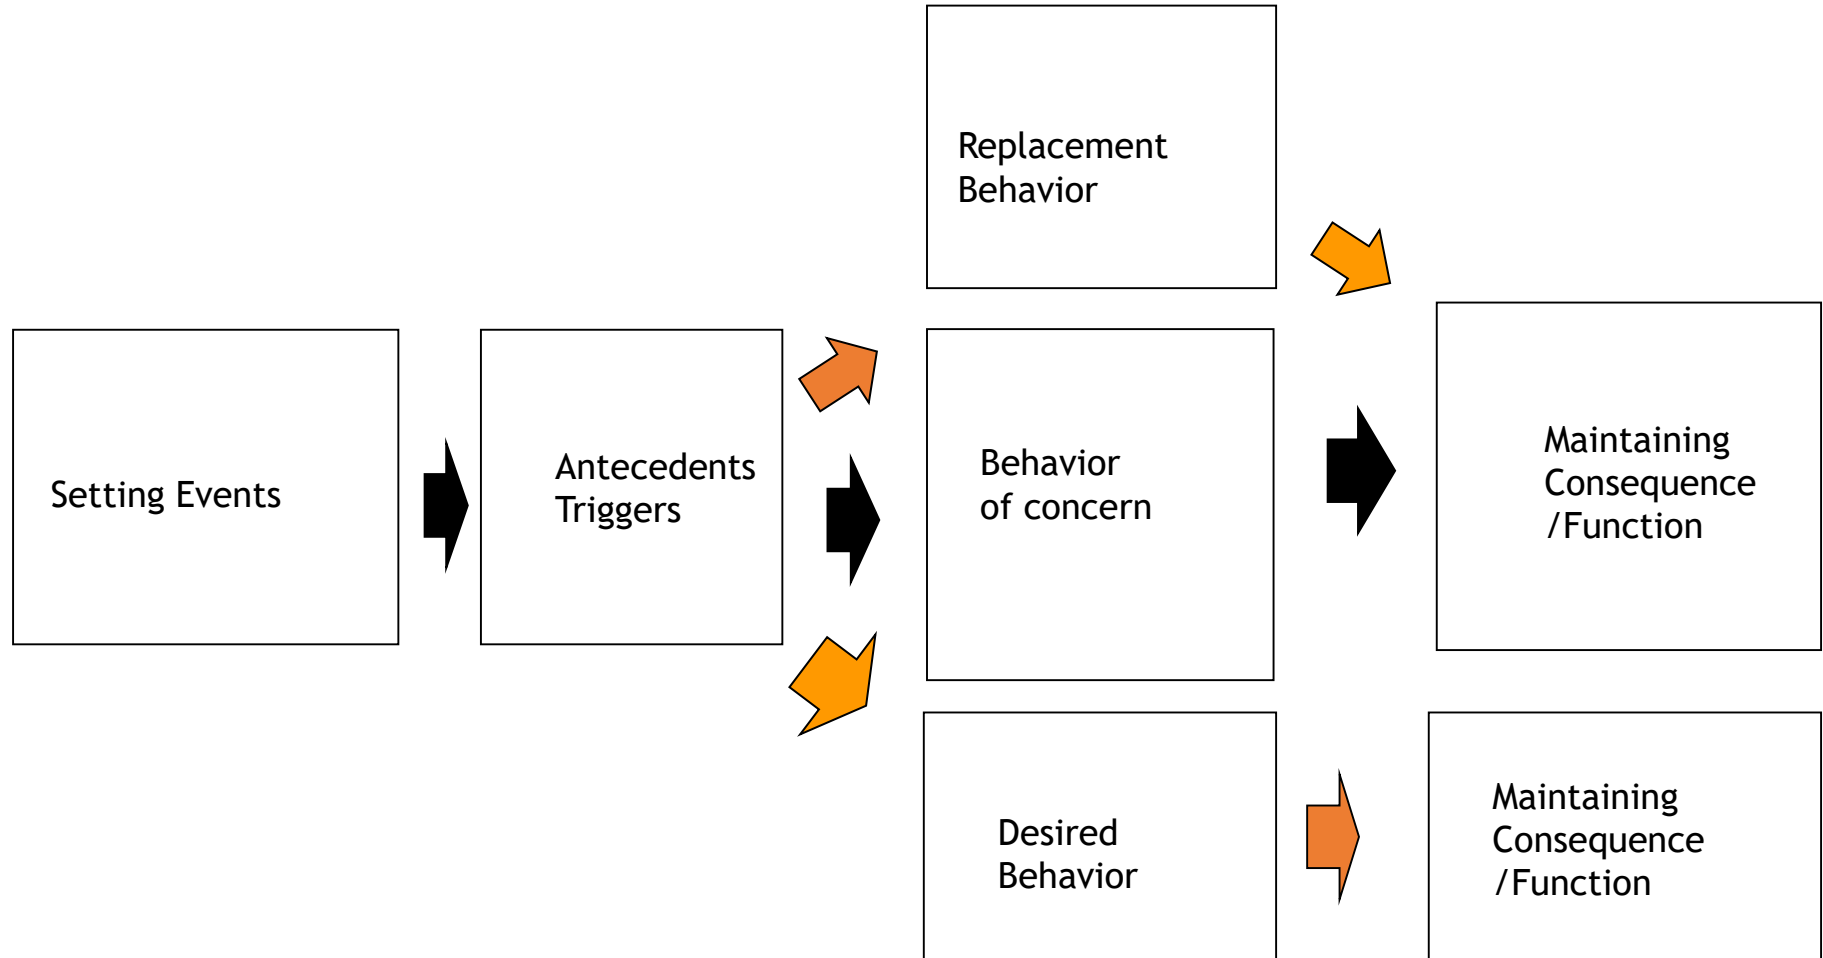 Replacement
Behavior
Setting Events
Antecedents
Triggers
Behavior
of concern
Maintaining
Consequence
/Function
Desired
Behavior
Maintaining
Consequence
/Function